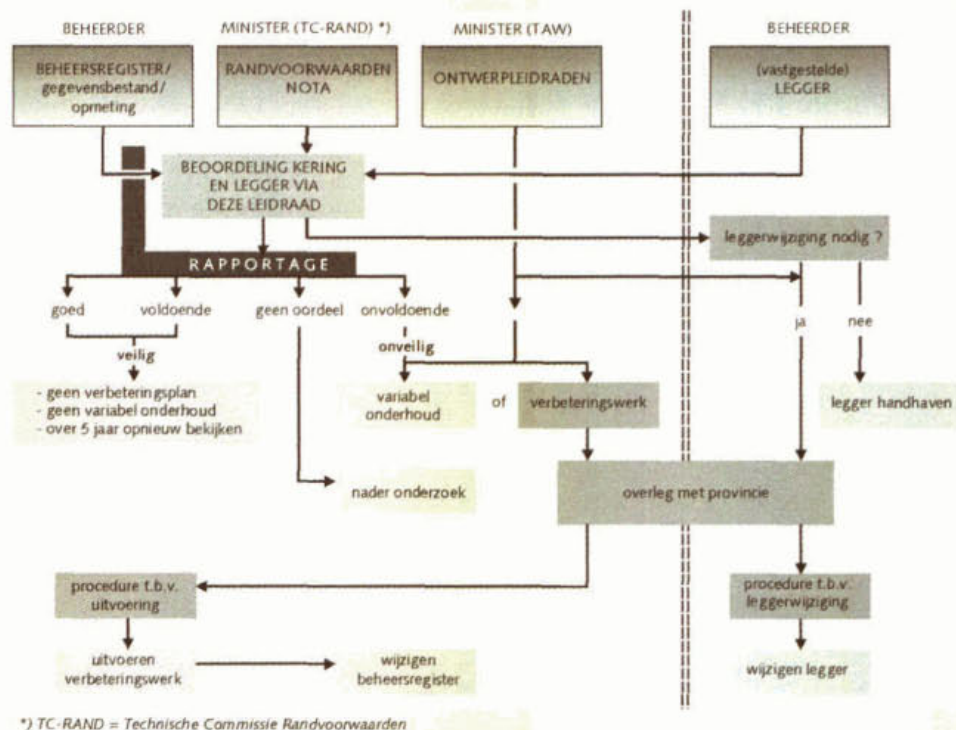 BEHEERDER
MINISTER (TC-RAND) *)
MINISTER (TAW)
BEHEERDER
BEHEERSREGISTER/
gegevensbestand/
opmeting
RANDVOORWAARDEN
NOTA
ONTWERPLEIDRADEN
(vastgestelde)
LEGGER
BEOORDELING KERING
EN LEGGER VIA
DEZE LEIDRAAD
leggerwijziging nodig ?
RAPPORTAGE
goed
voldoende
geen oordeel
onvoldoende
ja
nee
veilig
onveilig
- geen verbeteringsplan
- geen variabel onderhoud
- over 5 jaar opnieuw bekijken
variabel
onderhoud
of
verbeteringswerk
legger handhaven
nader onderzoek
overleg met provincie
procedure t.b.v.
uitvoering
procedure t.b.v.
leggerwijziging
uitvoeren
verbeteringswerk
wijzigen
beheersregister
wijzigen legger
*) TC-RAND = Technische Commissie Randvoorwaarden